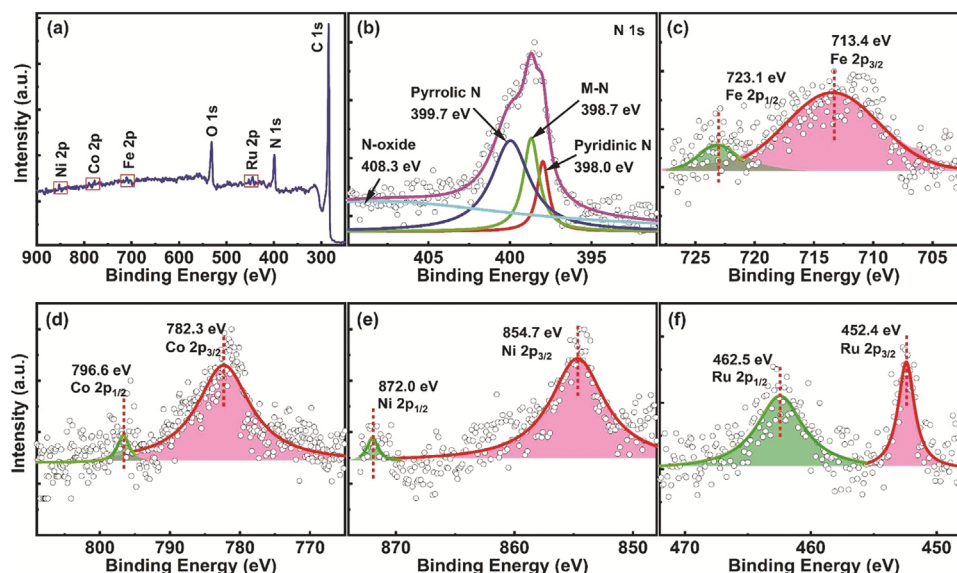 (a)
C 1s
Ni 2p
Co 2p
Fe 2p
O 1s
Ru 2p
N 1s
Intensity (a.u.)
900 800 700 600 500 400 300
Binding Energy (eV)
(b)
N 1s
Pyrrolic N
399.7 eV
M-N
398.7 eV
N-oxide
408.3 eV
Pyridinic N
398.0 eV
405 400 395
Binding Energy (eV)
(c)
713.4 eV
Fe 2p3/2
723.1 eV
Fe 2p1/2
725 720 715 710 705
Binding Energy (eV)
(d)
782.3 eV
Co 2p3/2
796.6 eV
Co 2p1/2
Intensity (a.u.)
800 790 780 770
Binding Energy (eV)
(e)
854.7 eV
Ni 2p3/2
872.0 eV
Ni 2p1/2
870 860 850
Binding Energy (eV)
(f)
452.4 eV
Ru 2p3/2
462.5 eV
Ru 2p1/2
470 460 450
Binding Energy (eV)